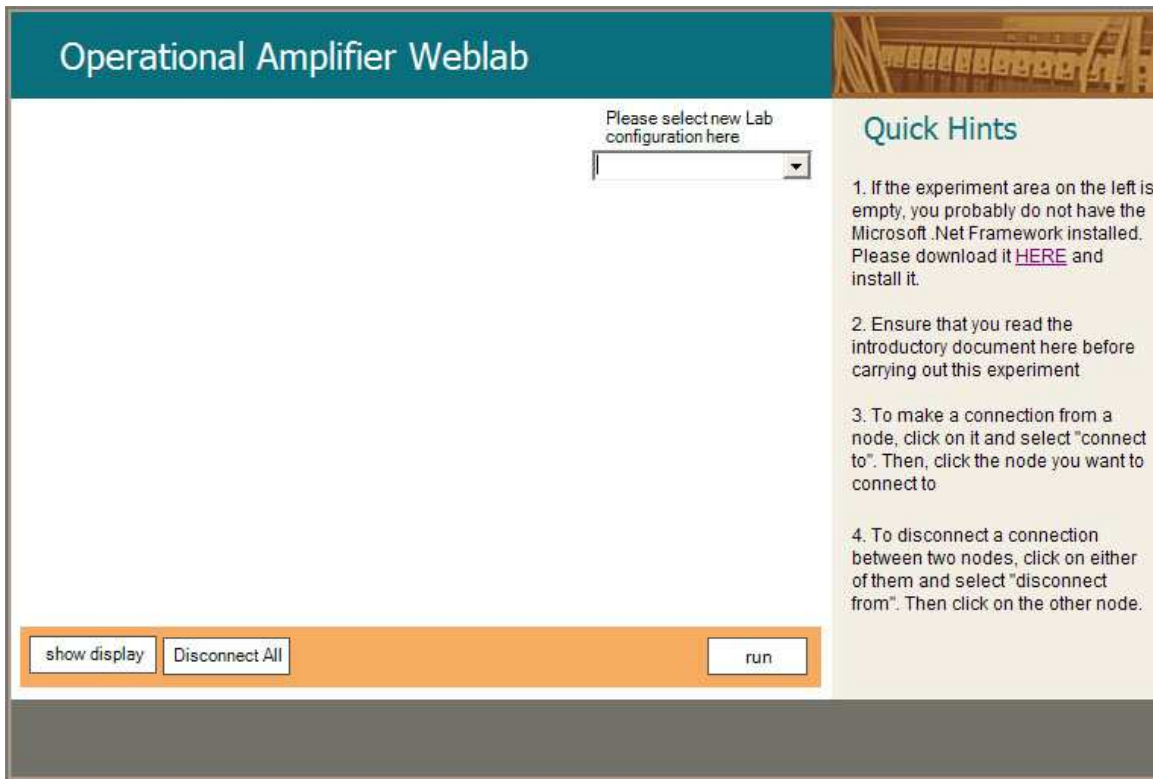 Operational Amplifier Weblab
Please select new Lab
configuration here
show display
Disconnect All
run
Quick Hints
1. If the experiment area on the left is
empty, you probably do not have the
Microsoft .Net Framework installed.
Please download it HERE and
install it.
2. Ensure that you read the
introductory document here before
carrying out this experiment
3. To make a connection from a
node, click on it and select "connect
to". Then, click the node you want to
connect to
4. To disconnect a connection
between two nodes, click on either
of them and select "disconnect
from". Then click on the other node.